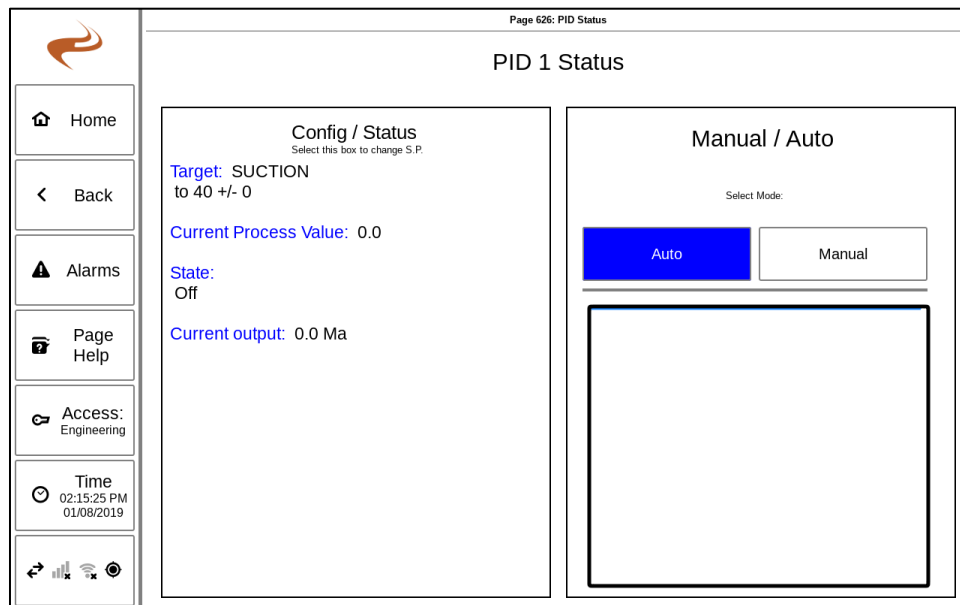 Page 626: PID Status
PID 1 Status
Home
Back
Alarms
Page
Help
Access:
Engineering
Time
02:15:25 PM
01/08/2019
Config / Status
Select this box to change S.P.
Target: SUCTION
to 40 +/- 0
Current Process Value: 0.0
State:
Off
Current output: 0.0 Ma
Manual / Auto
Select Mode:
Auto
Manual